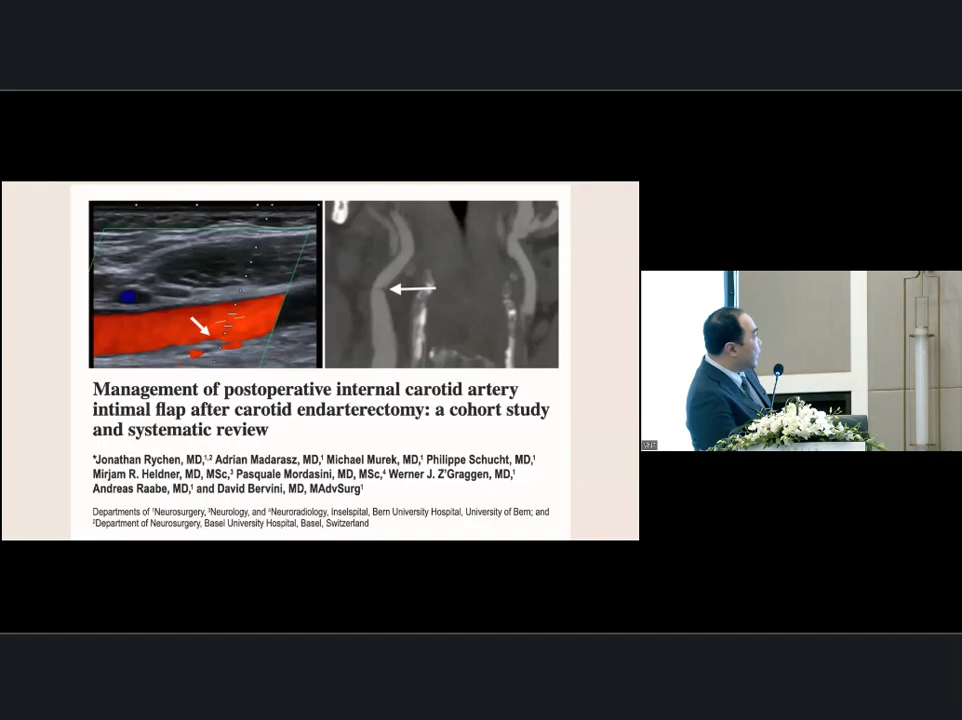 Management of postoperative internal carotid artery
intimal flap after carotid endarterectomy: a cohort study
and systematic review
*Jonathan Rychen, MD,¹,² Adrian Madarasz, MD,¹ Michael Murek, MD,¹ Philippe Schucht, MD,¹
Mirjam R. Heldner, MD, MSc,³ Pasquale Mordasini, MD, MSc,⁴ Werner J. Z’Graggen, MD,¹
Andreas Raabe, MD,¹ and David Bervini, MD, MAdvSurg¹
Departments of ¹Neurosurgery, ³Neurology, and ⁴Neuroradiology, Inselspital, Bern University Hospital, University of Bern; and
²Department of Neurosurgery, Basel University Hospital, Basel, Switzerland